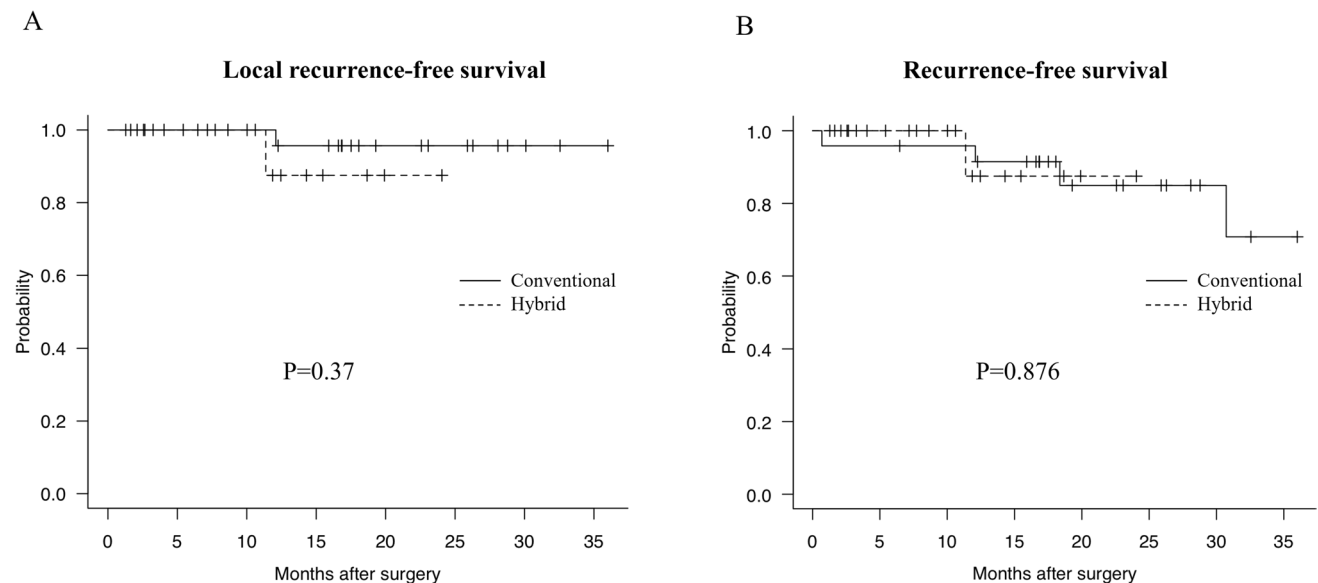 A
Local recurrence-free survival
1.0
0.8
0.6
0.4
0.2
0.0
Probability
Conventional
Hybrid
P=0.37
0 5 10 15 20 25 30 35
Months after surgery
B
Recurrence-free survival
1.0
0.8
0.6
0.4
0.2
0.0
Probability
Conventional
Hybrid
P=0.876
0 5 10 15 20 25 30 35
Months after surgery